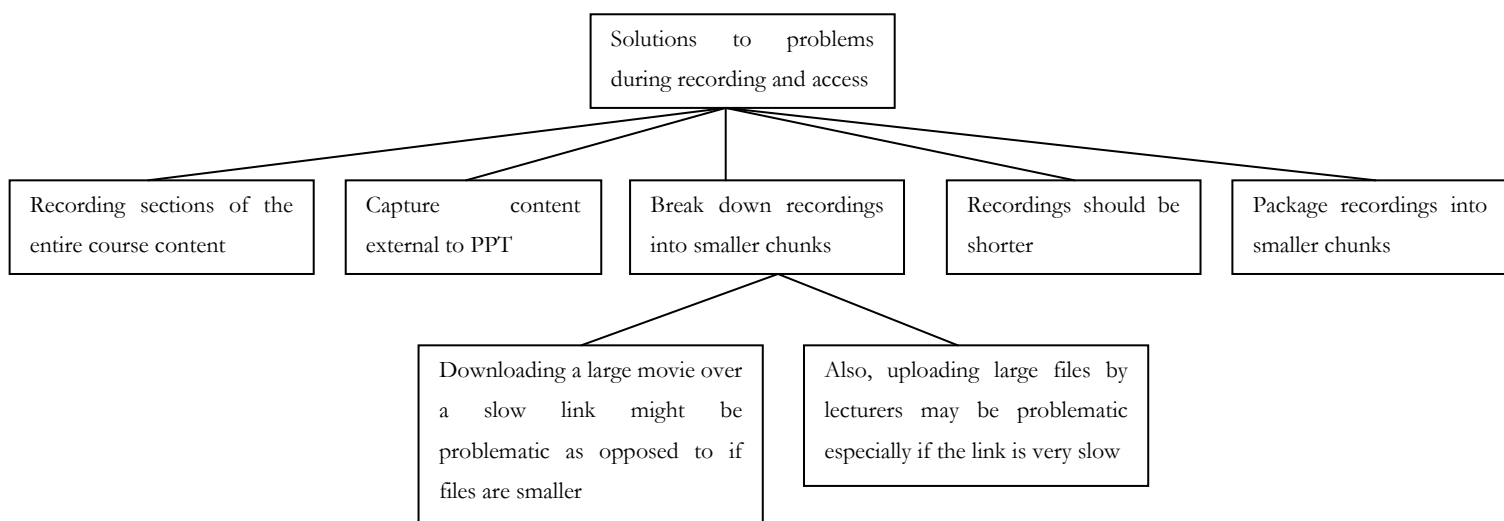 Solutions to problems
during recording and access
Recording sections of the
entire course content
Capture content
external to PPT
Break down recordings
into smaller chunks
Recordings should be
shorter
Package recordings into
smaller chunks
Downloading a large movie over
a slow link might be
problematic as opposed to if
files are smaller
Also, uploading large files by
lecturers may be problematic
especially if the link is very slow